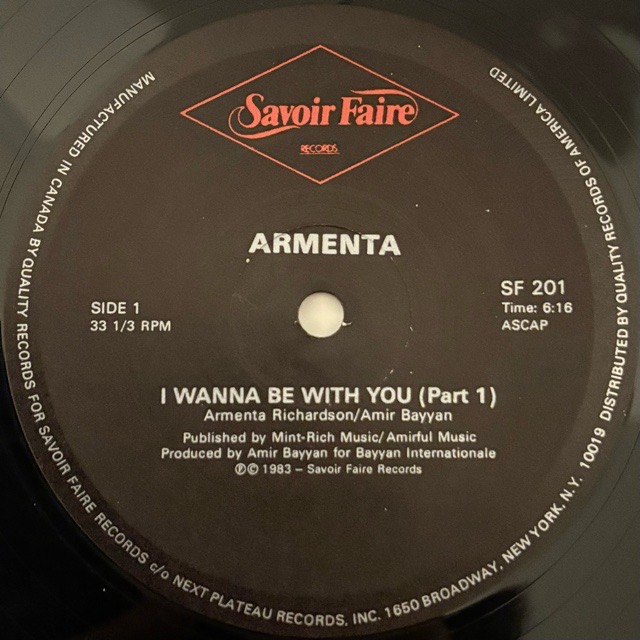 Savoir Faire
RECORDS
ARMENTA
SIDE 1
33 1/3 RPM
SF 201
Time: 6:16
ASCAP
I WANNA BE WITH YOU (Part 1)
Armenta Richardson/Amir Bayyan
Published by Mint-Rich Music/Amirful Music
Produced by Amir Bayyan for Bayyan Internationale
℗© 1983 – Savoir Faire Records
MANUFACTURED IN CANADA BY QUALITY RECORDS FOR SAVOIR FAIRE RECORDS c/o NEXT PLATEAU RECORDS, INC. 1650 BROADWAY, NEW YORK, N.Y. 10019 DISTRIBUTED BY QUALITY RECORDS OF AMERICA LIMITED